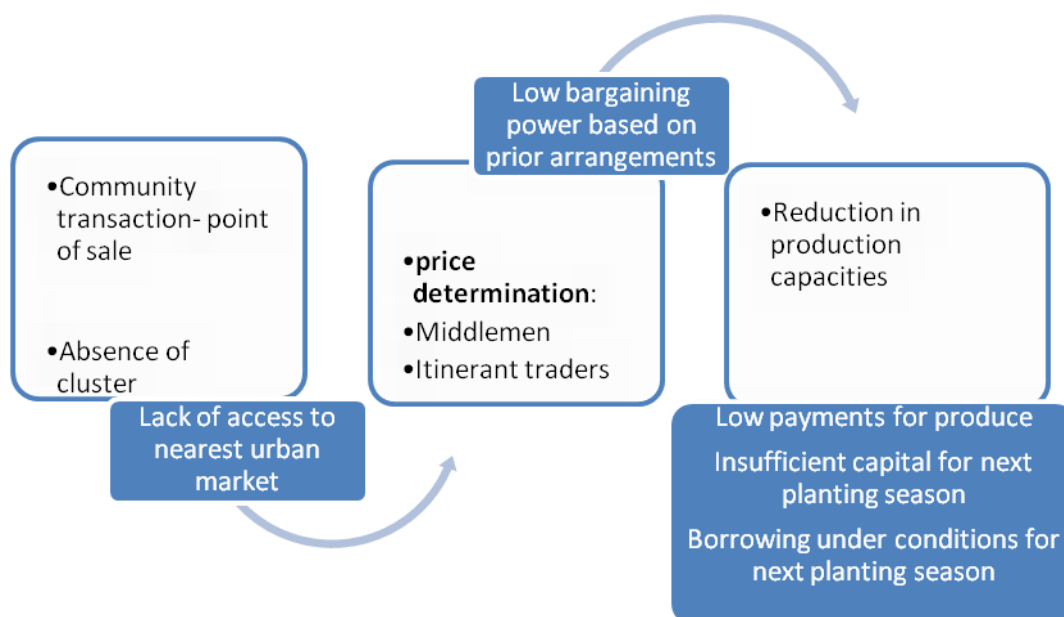 •Community
transaction- point
of sale
•Absence of
cluster
Lack of access to
nearest urban
market
Low bargaining
power based on
prior arrangements
•price
determination:
•Middlemen
•Itinerant traders
•Reduction in
production
capacities
Low payments for produce
Insufficient capital for next
planting season
Borrowing under conditions for
next planting season